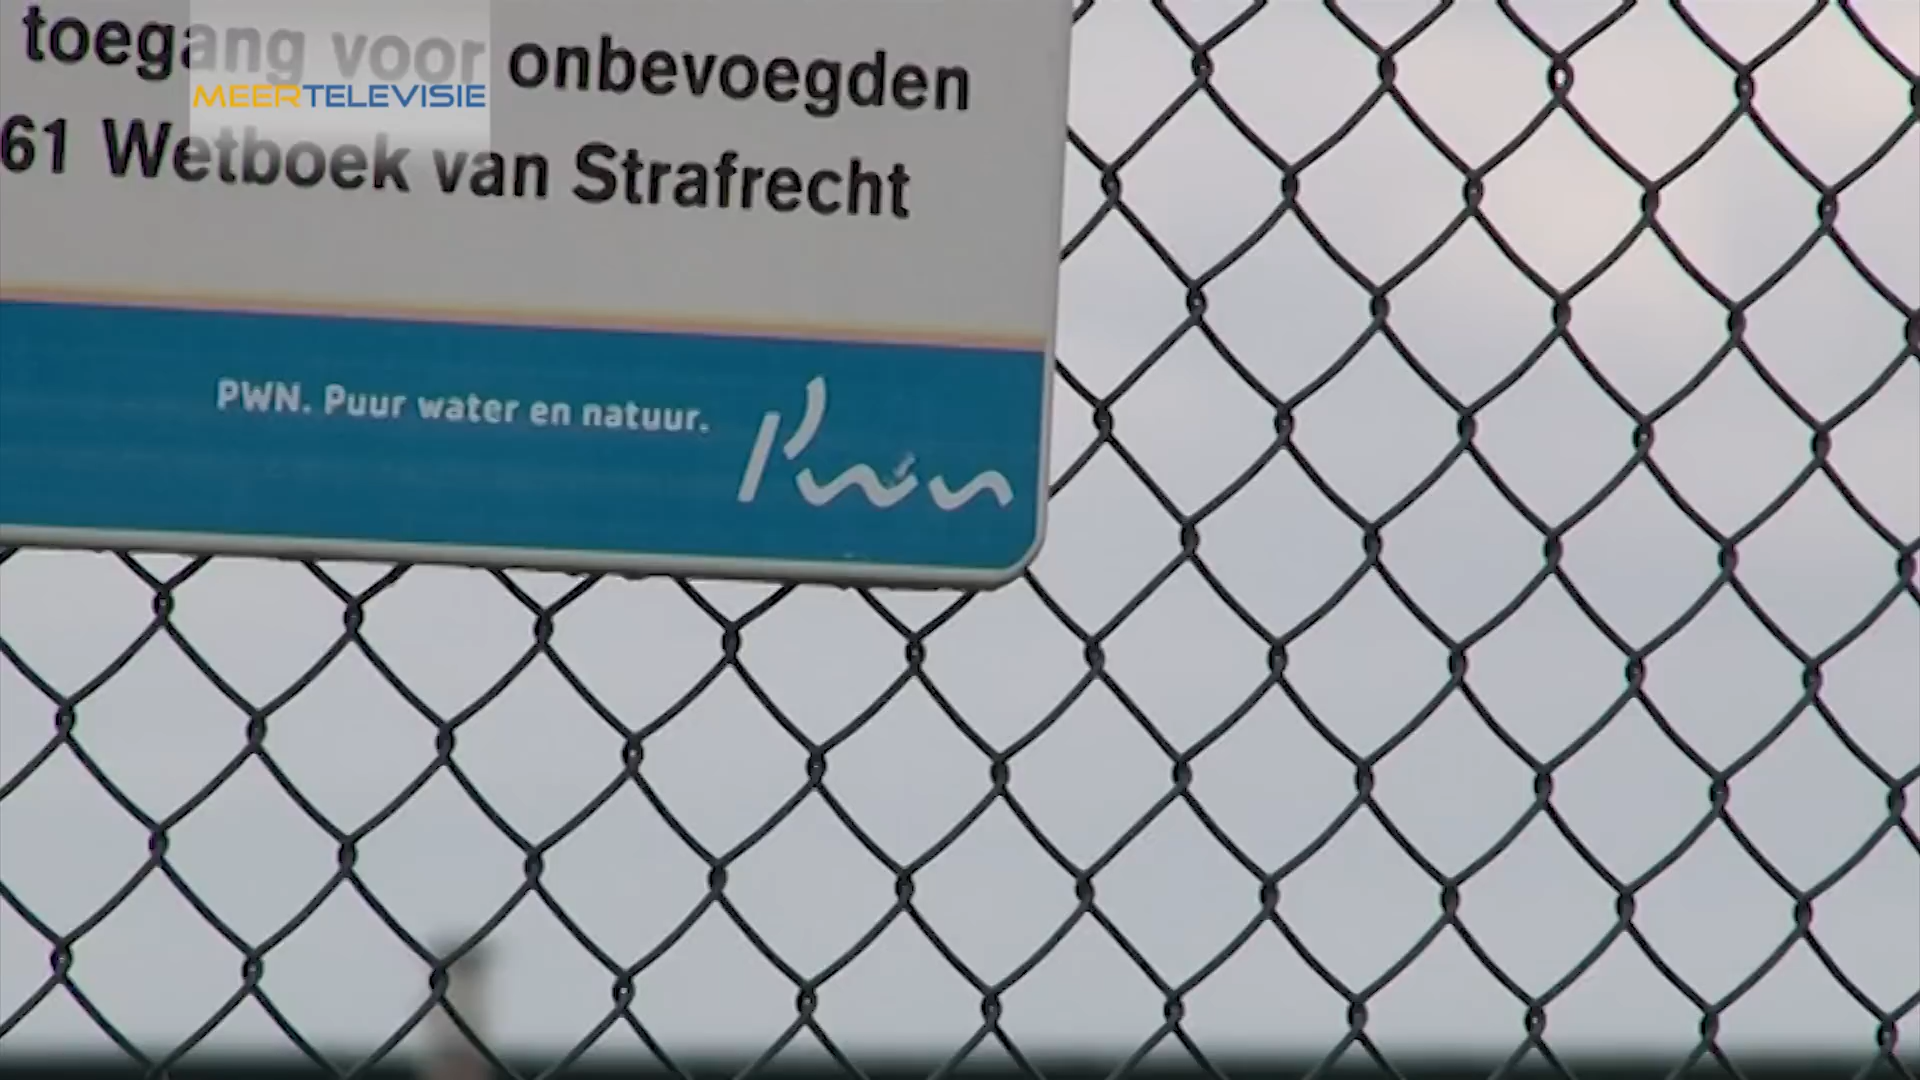 toegang voor onbevoegden
MEERTELEVISIE
61 Wetboek van Strafrecht
PWN. Puur water en natuur.
Pwn